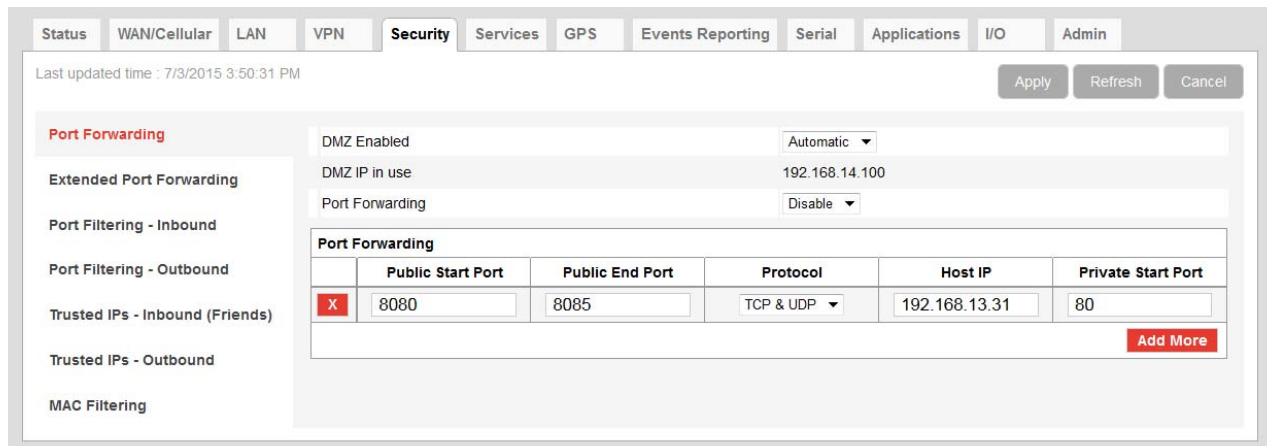 Status WAN/Cellular LAN VPN Security Services GPS Events Reporting Serial Applications I/O Admin
Last updated time : 7/3/2015 3:50:31 PM
Apply Refresh Cancel
Port Forwarding
Extended Port Forwarding
Port Filtering - Inbound
Port Filtering - Outbound
Trusted IPs - Inbound (Friends)
Trusted IPs - Outbound
MAC Filtering
DMZ Enabled Automatic
DMZ IP in use 192.168.14.100
Port Forwarding Disable
Port Forwarding
Public Start Port Public End Port Protocol Host IP Private Start Port
X 8080 8085 TCP & UDP 192.168.13.31 80
Add More